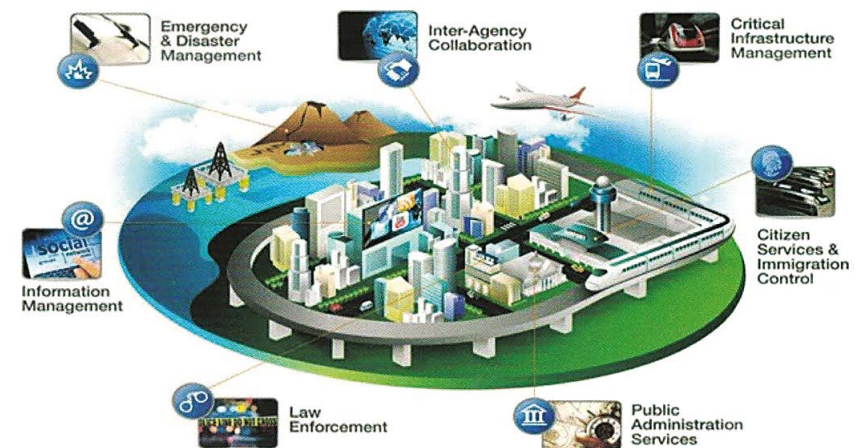 Emergency
& Disaster
Management
Inter-Agency
Collaboration
Critical
Infrastructure
Management
@
social
network
Information
Management
Citizen
Services &
Immigration
Control
Law
Enforcement
Public
Administration
Services